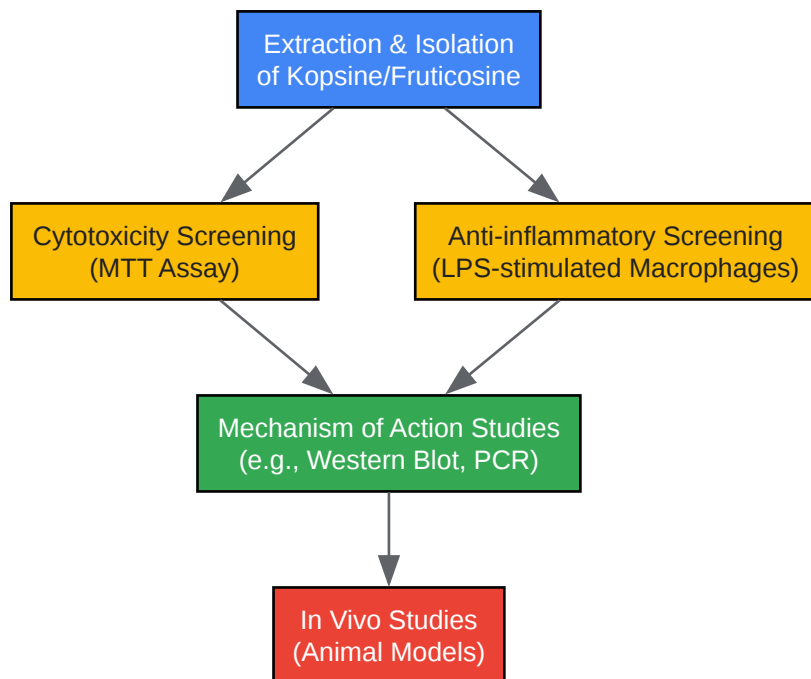 Extraction & Isolation
of Kopsine/Fruticosine
Cytotoxicity Screening
(MTT Assay)
Anti-inflammatory Screening
(LPS-stimulated Macrophages)
Mechanism of Action Studies
(e.g., Western Blot, PCR)
In Vivo Studies
(Animal Models)